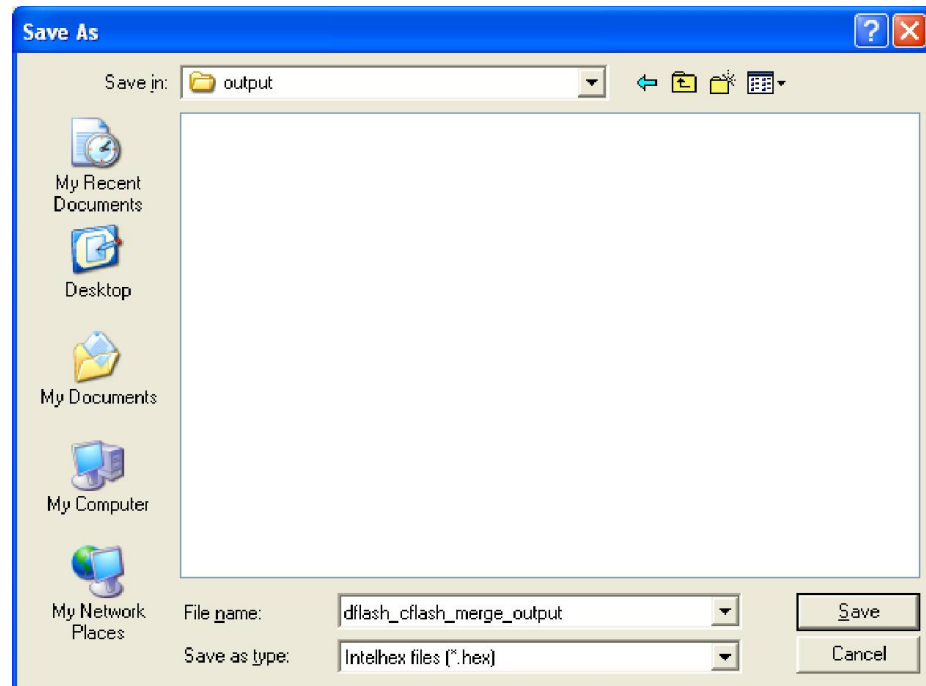 Save As
Save in:
output
My Recent
Documents
Desktop
My Documents
My Computer
My Network
Places
File name:
dflash_cflash_merge_output
Save
Save as type:
Intelhex files (*.hex)
Cancel